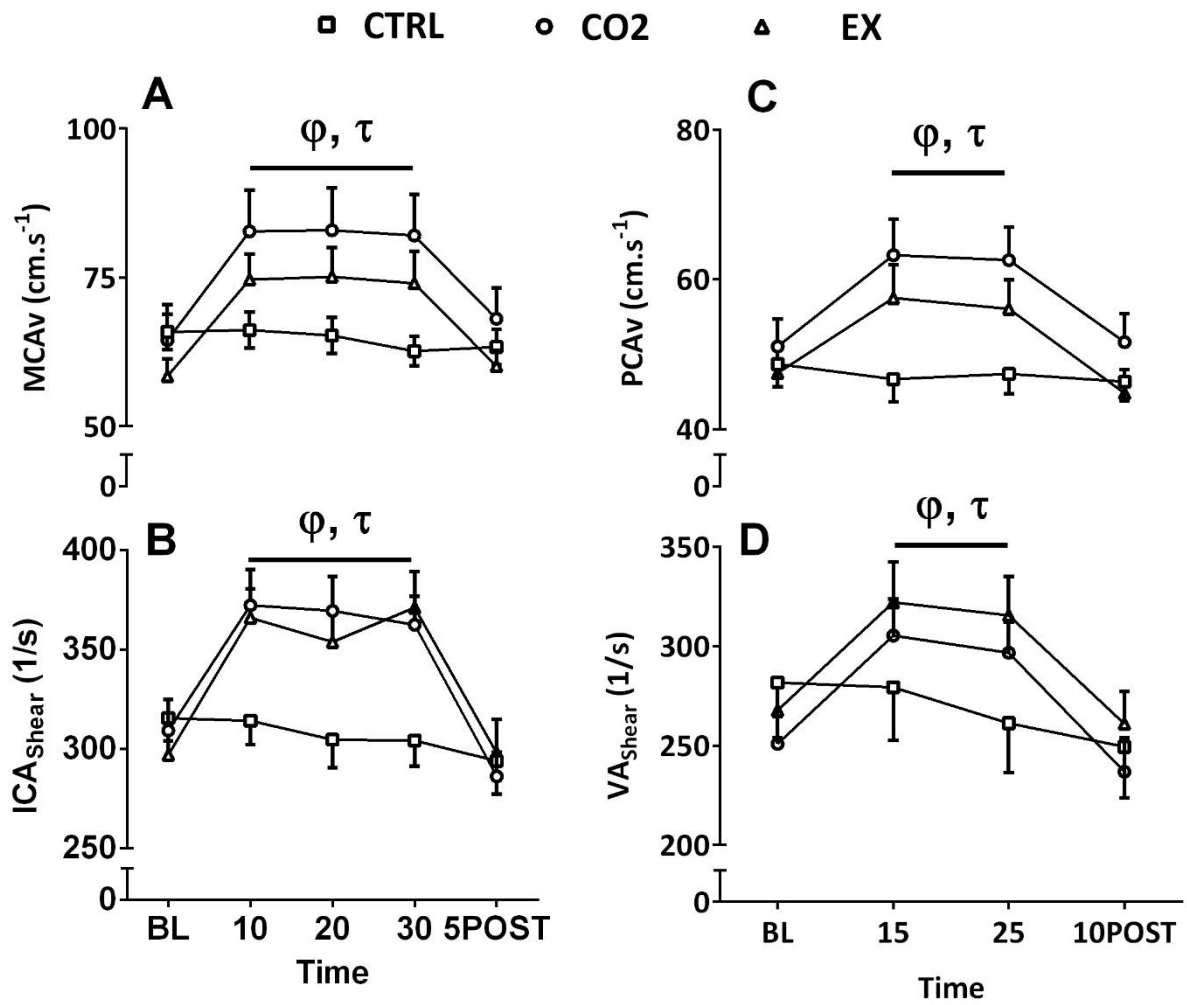 CTRL CO2 EX
A
φ, τ
100
75
50
0
MCAv (cm.s⁻¹)
B
φ, τ
400
350
300
250
0
ICA_Shear (1/s)
BL 10 20 30 5POST
Time
C
φ, τ
80
60
40
0
PCAv (cm.s⁻¹)
D
φ, τ
350
300
250
200
0
VA_Shear (1/s)
BL 15 25 10POST
Time